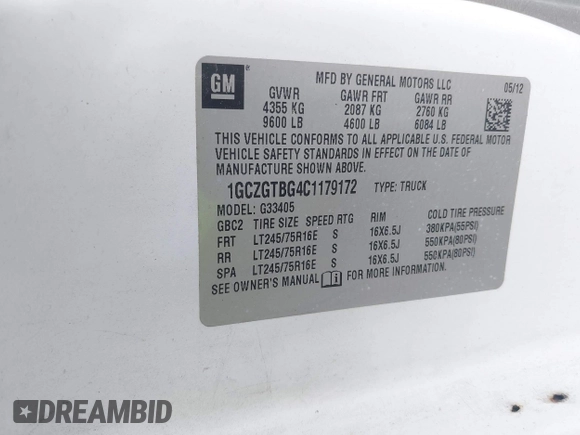 GM ®
MFD BY GENERAL MOTORS LLC 05/12
GVWR GAWR FRT GAWR RR
4355 KG 2087 KG 2760 KG
9600 LB 4600 LB 6084 LB
THIS VEHICLE CONFORMS TO ALL APPLICABLE U.S. FEDERAL MOTOR
VEHICLE SAFETY STANDARDS IN EFFECT ON THE DATE OF
MANUFACTURE SHOWN ABOVE.
1GCZGTBG4C1179172 TYPE: TRUCK
MODEL: G33405
GBC2 TIRE SIZE SPEED RTG RIM COLD TIRE PRESSURE
FRT LT245/75R16E S 16X6.5J 380KPA(55PSI)
RR LT245/75R16E S 16X6.5J 550KPA(80PSI)
SPA LT245/75R16E S 16X6.5J 550KPA(80PSI)
SEE OWNER'S MANUAL FOR MORE INFORMATION.
DREAMBID